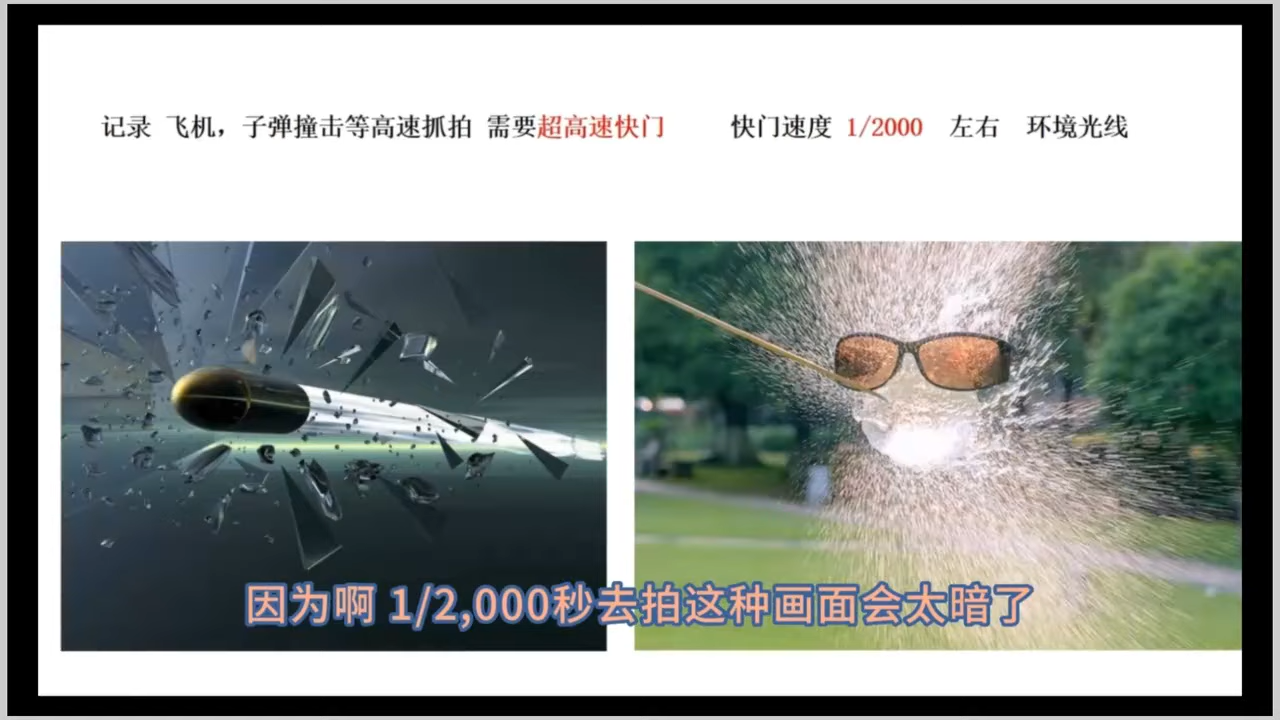 记录 飞机，子弹撞击等高速抓拍 需要超高速快门 快门速度 1/2000 左右 环境光线
因为啊 1/2,000秒去拍这种画面会太暗了